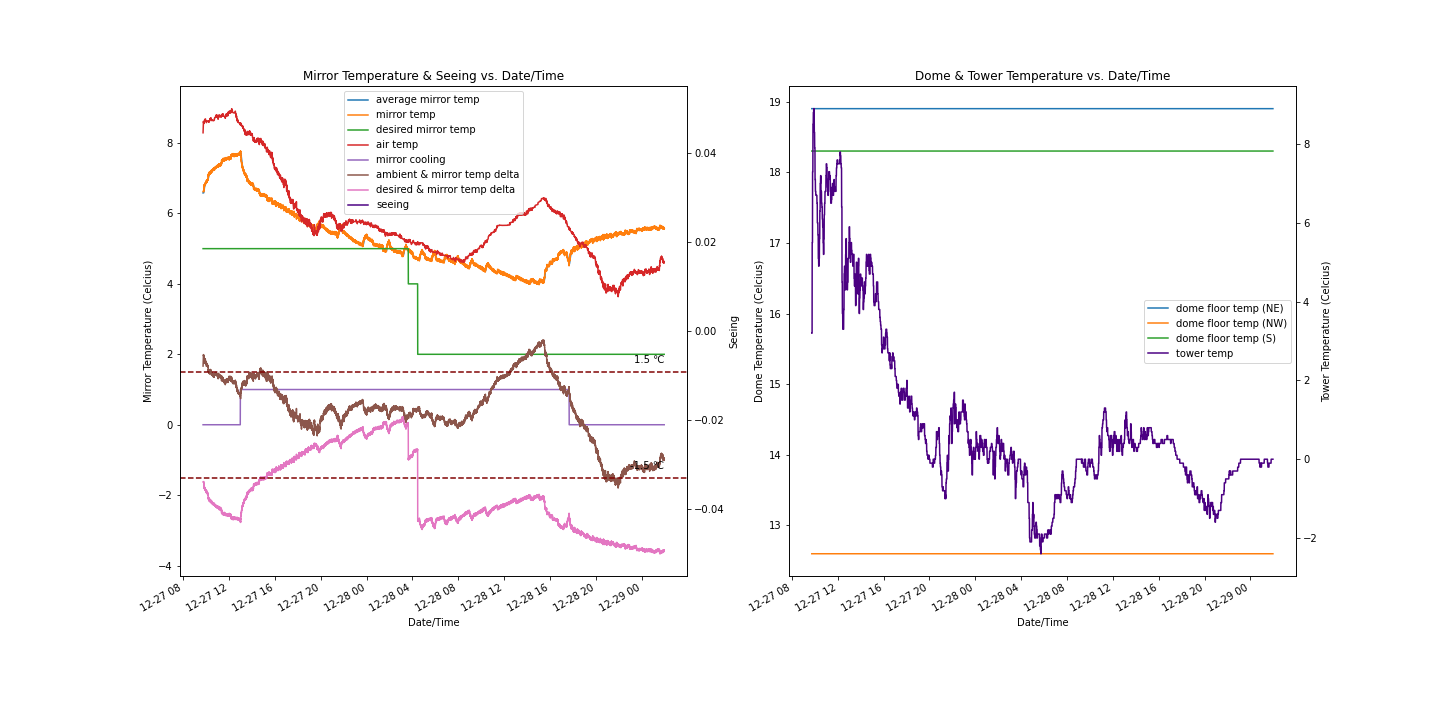 Mirror Temperature & Seeing vs. Date/Time
average mirror temp
mirror temp
desired mirror temp
air temp
mirror cooling
ambient & mirror temp delta
desired & mirror temp delta
seeing
8
6
4
2
0
−2
−4
Mirror Temperature (Celcius)
0.04
0.02
0.00
−0.02
−0.04
Seeing
1.5 °C
-1.5 °C
12-27 08
12-27 12
12-27 16
12-27 20
12-28 00
12-28 04
12-28 08
12-28 12
12-28 16
12-28 20
12-29 00
Date/Time
Dome & Tower Temperature vs. Date/Time
19
18
17
16
15
14
13
Dome Temperature (Celcius)
dome floor temp (NE)
dome floor temp (NW)
dome floor temp (S)
tower temp
8
6
4
2
0
−2
Tower Temperature (Celcius)
12-27 08
12-27 12
12-27 16
12-27 20
12-28 00
12-28 04
12-28 08
12-28 12
12-28 16
12-28 20
12-29 00
Date/Time